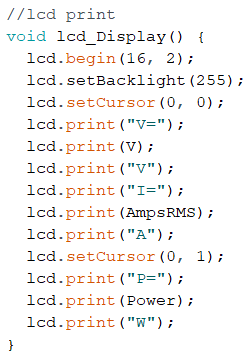 //lcd print
void lcd_Display() {
  lcd.begin(16, 2);
  lcd.setBacklight(255);
  lcd.setCursor(0, 0);
  lcd.print("V=");
  lcd.print(V);
  lcd.print("V");
  lcd.print("I=");
  lcd.print(AmpsRMS);
  lcd.print("A");
  lcd.setCursor(0, 1);
  lcd.print("P=");
  lcd.print(Power);
  lcd.print("W");
}